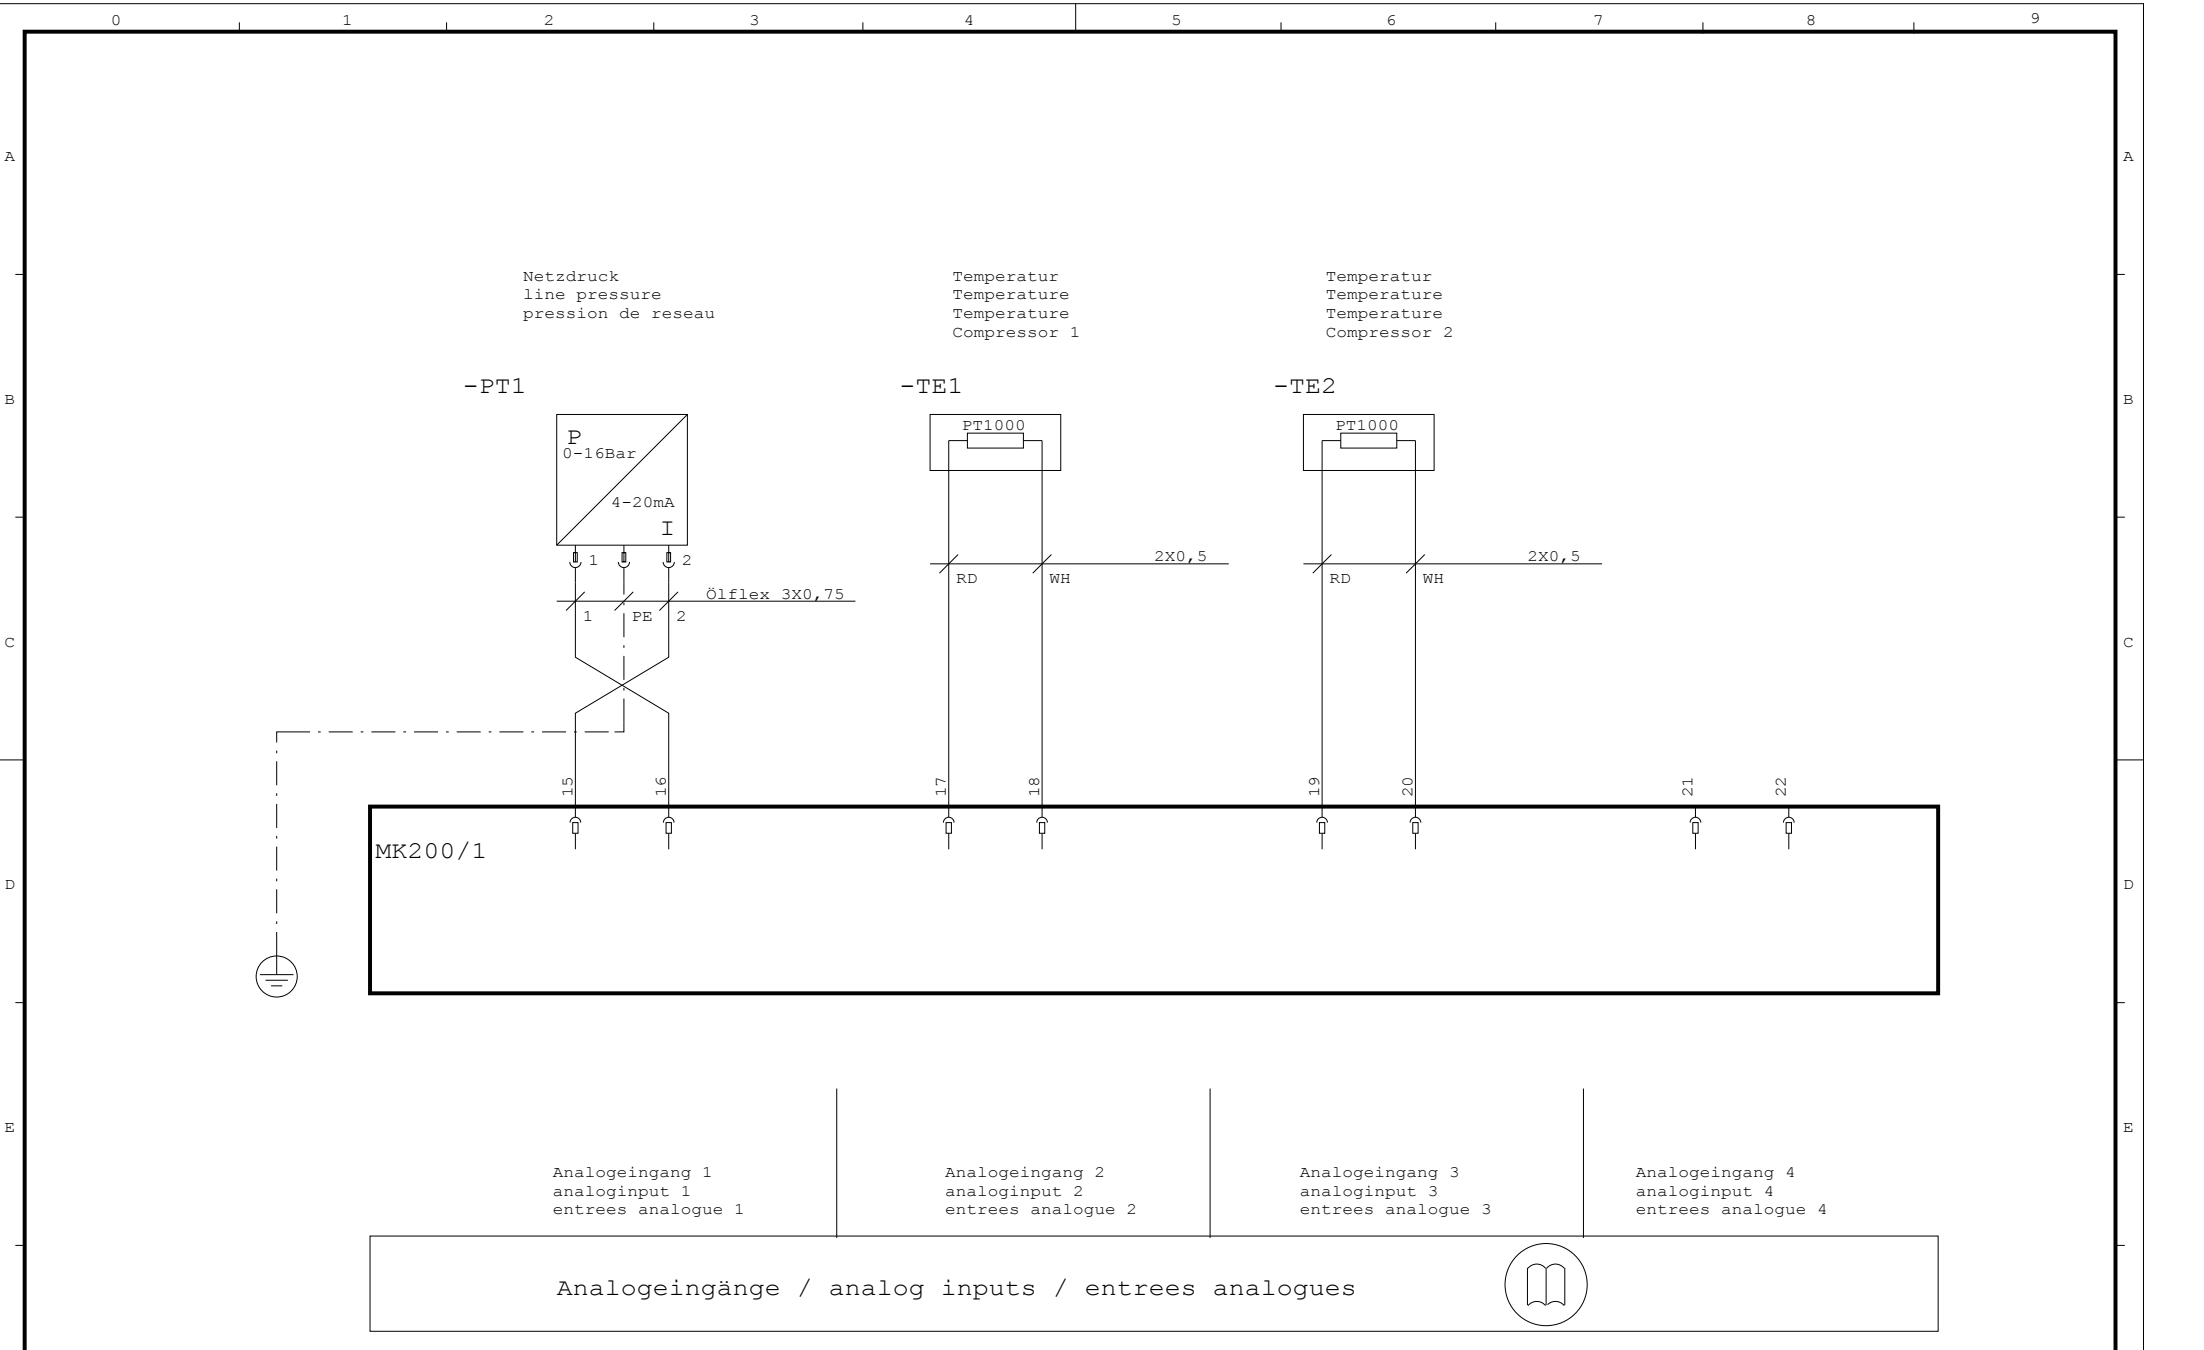 0 1 2 3 4 5 6 7 8 9
A A
Netzdruck
line pressure
pression de reseau
Temperatur
Temperature
Temperature
Compressor 1
Temperatur
Temperature
Temperature
Compressor 2
-PT1 -TE1 -TE2
B B
P
0-16Bar
4-20mA
I
PT1000 PT1000
1 2
Ölflex 3X0,75
1 PE 2
2X0,5
RD WH
2X0,5
RD WH
C C
15 16 17 18 19 20 21 22
MK200/1
D D
E E
Analogeingang 1
analoginput 1
entrees analogue 1
Analogeingang 2
analoginput 2
entrees analogue 2
Analogeingang 3
analoginput 3
entrees analogue 3
Analogeingang 4
analoginput 4
entrees analogue 4
Analogeingänge / analog inputs / entrees analogues